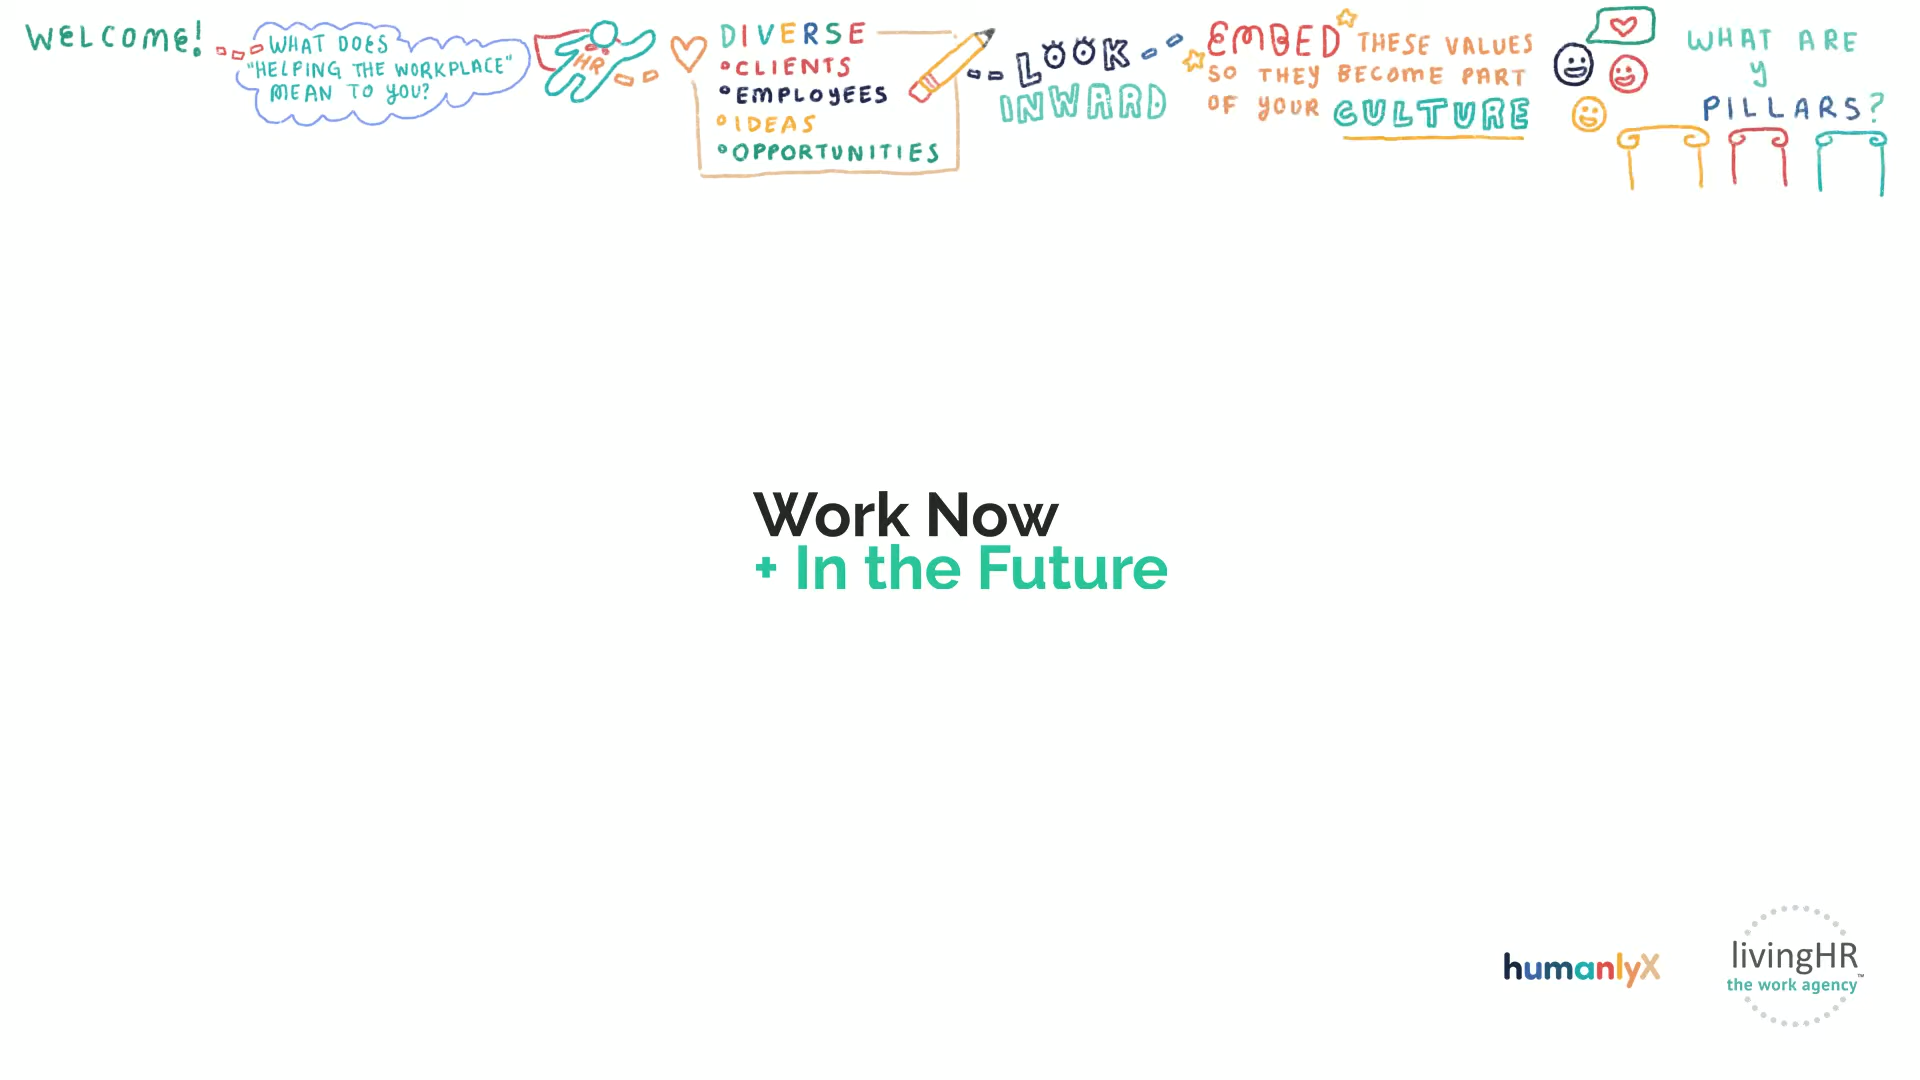 WELCOME!
WHAT DOES
"HELPING THE WORKPLACE"
MEAN TO YOU?
HR
DIVERSE
CLIENTS
EMPLOYEES
IDEAS
OPPORTUNITIES
LOOK
INWARD
EMBED THESE VALUES
SO THEY BECOME PART
OF YOUR CULTURE
WHAT ARE
Y
PILLARS?
Work Now
+ In the Future
humanlyX
livingHR
the work agency™